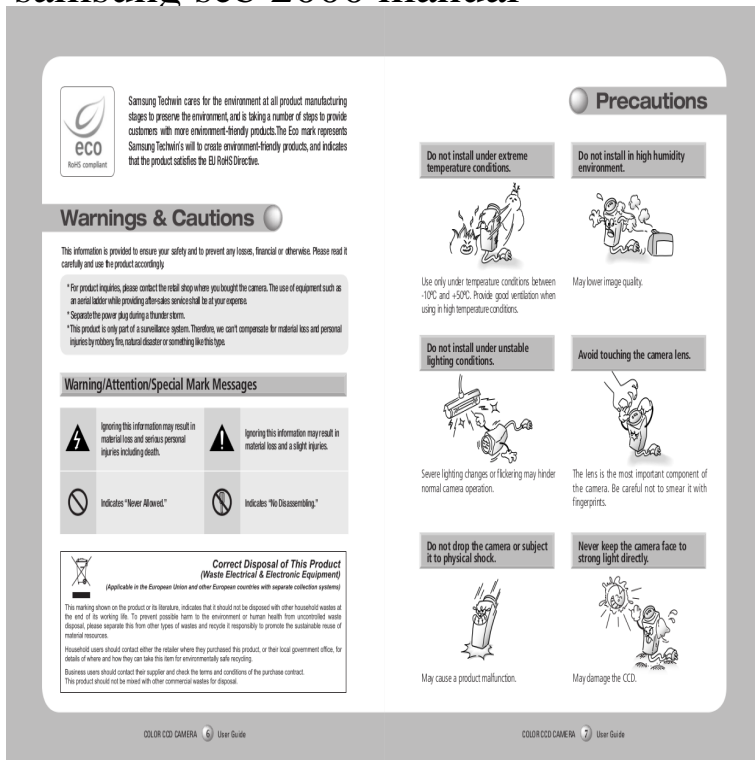 samsung scc 2000 manual
eco
RoHS compliant
Samsung Techwin cares for the environment at all product manufacturing
stages to preserve the environment, and is taking a number of steps to provide
customers with more environment-friendly products.The Eco mark represents
Samsung Techwin's will to create environment-friendly products, and indicates
that the product satisfies the EU RoHS Directive.
Warnings & Cautions
This information is provided to ensure your safety and to prevent any losses, financial or otherwise. Please read it
carefully and use the product accordingly.
* For product inquiries, please contact the retail shop where you bought the camera. The use of equipment such as
an aerial ladder while providing after-sales service shall be at your expense.
* Separate the power plug during a thunder storm.
* This product is only part of a surveillance system. Therefore, we can't compensate for material loss and personal
injuries by robbery, fire, natural disaster or something like this type.
Warning/Attention/Special Mark Messages
Ignoring this information may result in
material loss and serious personal
injuries including death.
Ignoring this information may result in
material loss and a slight injuries.
Indicates “Never Allowed.”
Indicates “No Disassembling.”
Correct Disposal of This Product
(Waste Electrical & Electronic Equipment)
(Applicable in the European Union and other European countries with separate collection systems)
This marking shown on the product or its literature, indicates that it should not be disposed with other household wastes at
the end of its working life. To prevent possible harm to the environment or human health from uncontrolled waste
disposal, please separate this from other types of wastes and recycle it responsibly to promote the sustainable reuse of
material resources.
Household users should contact either the retailer where they purchased this product, or their local government office, for
details of where and how they can take this item for environmentally safe recycling.
Business users should contact their supplier and check the terms and conditions of the purchase contract.
This product should not be mixed with other commercial wastes for disposal.
COLOR CCD CAMERA 6 User Guide
Precautions
Do not install under extreme
temperature conditions.
Use only under temperature conditions between
-10ºC and +50ºC. Provide good ventilation when
using in high temperature conditions.
Do not install in high humidity
environment.
May lower image quality.
Do not install under unstable
lighting conditions.
Severe lighting changes or flickering may hinder
normal camera operation.
Avoid touching the camera lens.
The lens is the most important component of
the camera. Be careful not to smear it with
fingerprints.
Do not drop the camera or subject
it to physical shock.
May cause a product malfunction.
Never keep the camera face to
strong light directly.
May damage the CCD.
COLOR CCD CAMERA 7 User Guide